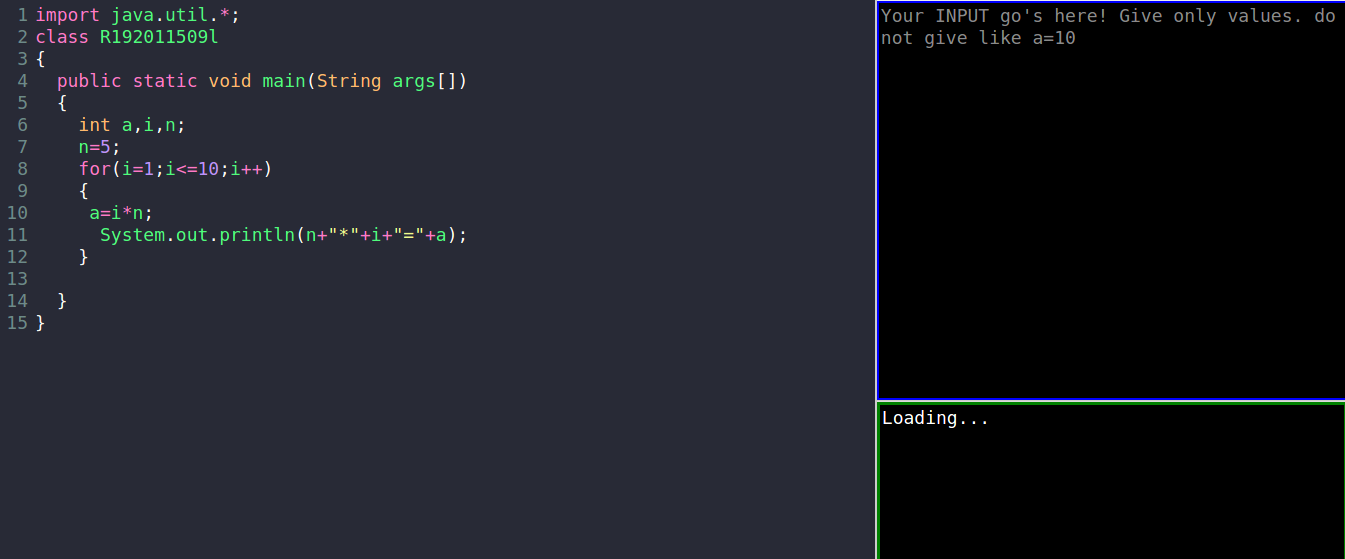 1 import java.util.*;
2 class R192011509l
3 {
4   public static void main(String args[])
5   {
6     int a,i,n;
7     n=5;
8     for(i=1;i<=10;i++)
9     {
10      a=i*n;
11       System.out.println(n+"*"+i+"="+a);
12     }
13
14   }
15 }
Your INPUT go's here! Give only values. do
not give like a=10
Loading...